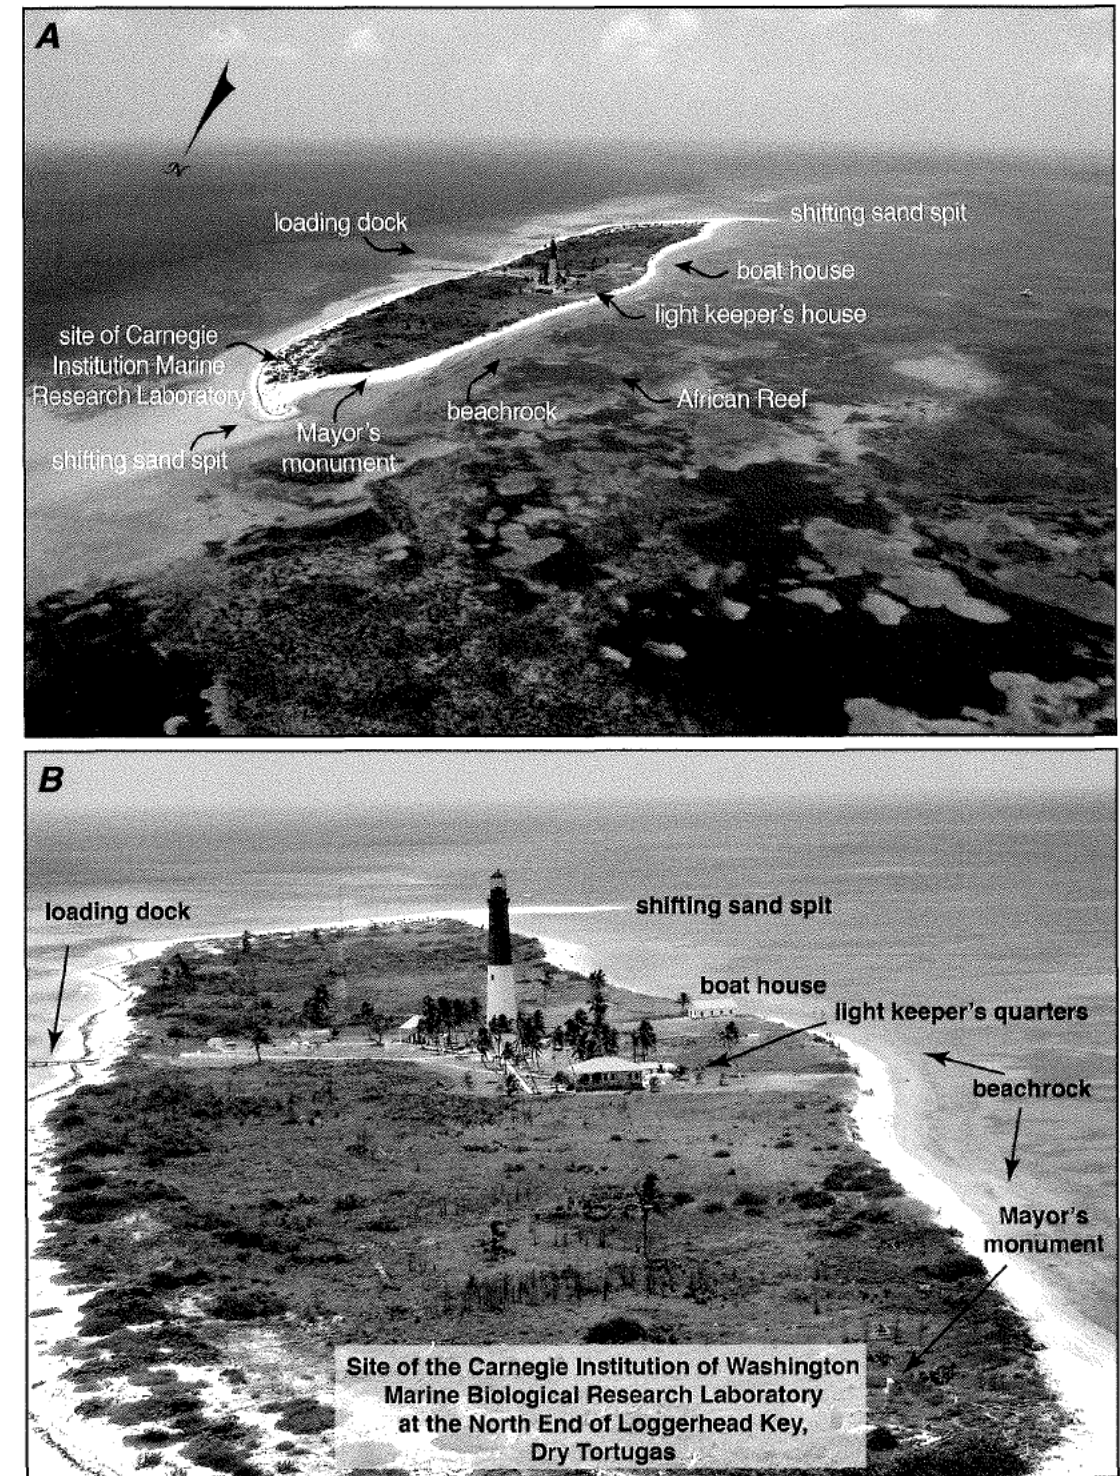 A
N
loading dock
shifting sand spit
boat house
light keeper's house
site of Carnegie
Institution Marine
Research Laboratory
African Reef
beachrock
Mayor's
monument
shifting sand spit
B
loading dock
shifting sand spit
boat house
light keeper's quarters
beachrock
Mayor's
monument
Site of the Carnegie Institution of Washington
Marine Biological Research Laboratory
at the North End of Loggerhead Key,
Dry Tortugas